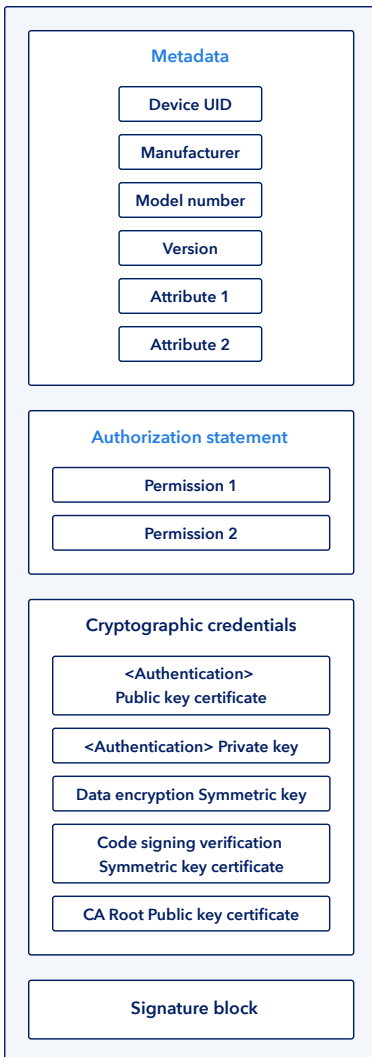 Metadata
Device UID
Manufacturer
Model number
Version
Attribute 1
Attribute 2
Authorization statement
Permission 1
Permission 2
Cryptographic credentials
<Authentication>
Public key certificate
<Authentication> Private key
Data encryption Symmetric key
Code signing verification
Symmetric key certificate
CA Root Public key certificate
Signature block